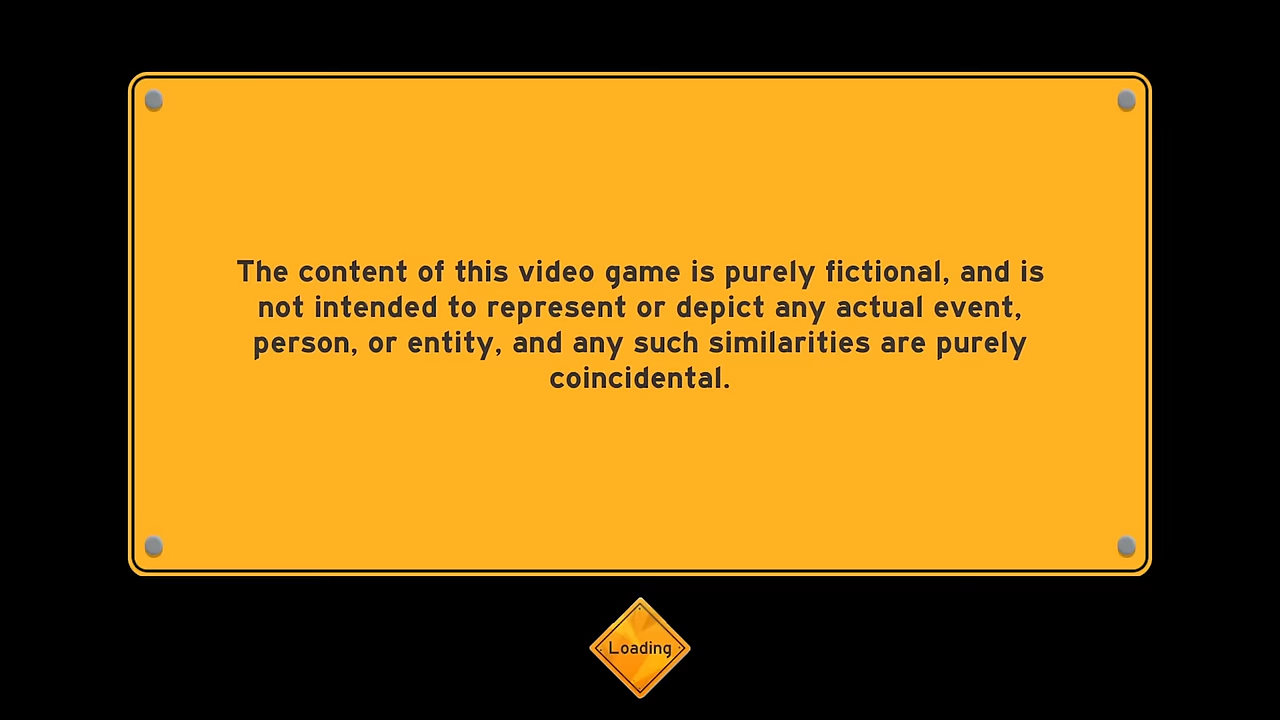 The content of this video game is purely fictional, and is
not intended to represent or depict any actual event,
person, or entity, and any such similarities are purely
coincidental.
Loading